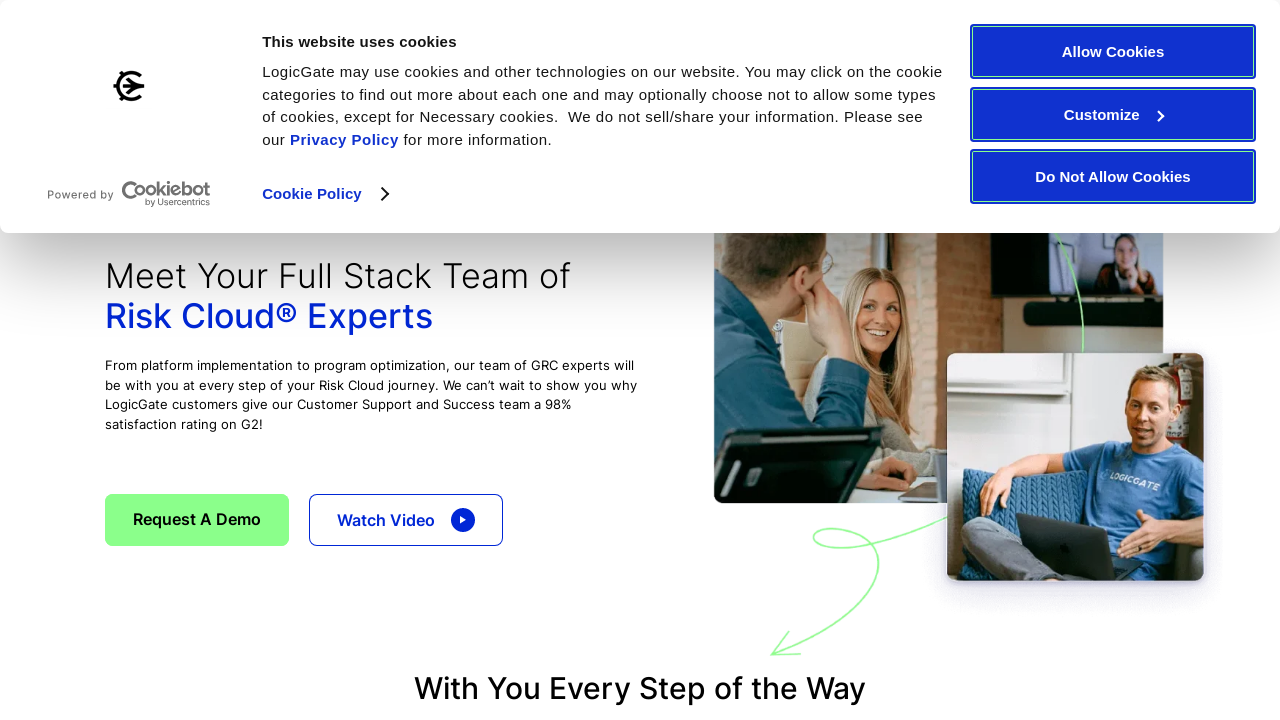 This website uses cookies
LogicGate may use cookies and other technologies on our website. You may click on the cookie
categories to find out more about each one and may optionally choose not to allow some types
of cookies, except for Necessary cookies.  We do not sell/share your information. Please see
our Privacy Policy for more information.
Cookie Policy
Powered by Cookiebot
by Usercentrics
Allow Cookies
Customize
Do Not Allow Cookies
Meet Your Full Stack Team of
Risk Cloud® Experts
From platform implementation to program optimization, our team of GRC experts will
be with you at every step of your Risk Cloud journey. We can’t wait to show you why
LogicGate customers give our Customer Support and Success team a 98%
satisfaction rating on G2!
Request A Demo
Watch Video
LOGICGATE
With You Every Step of the Way